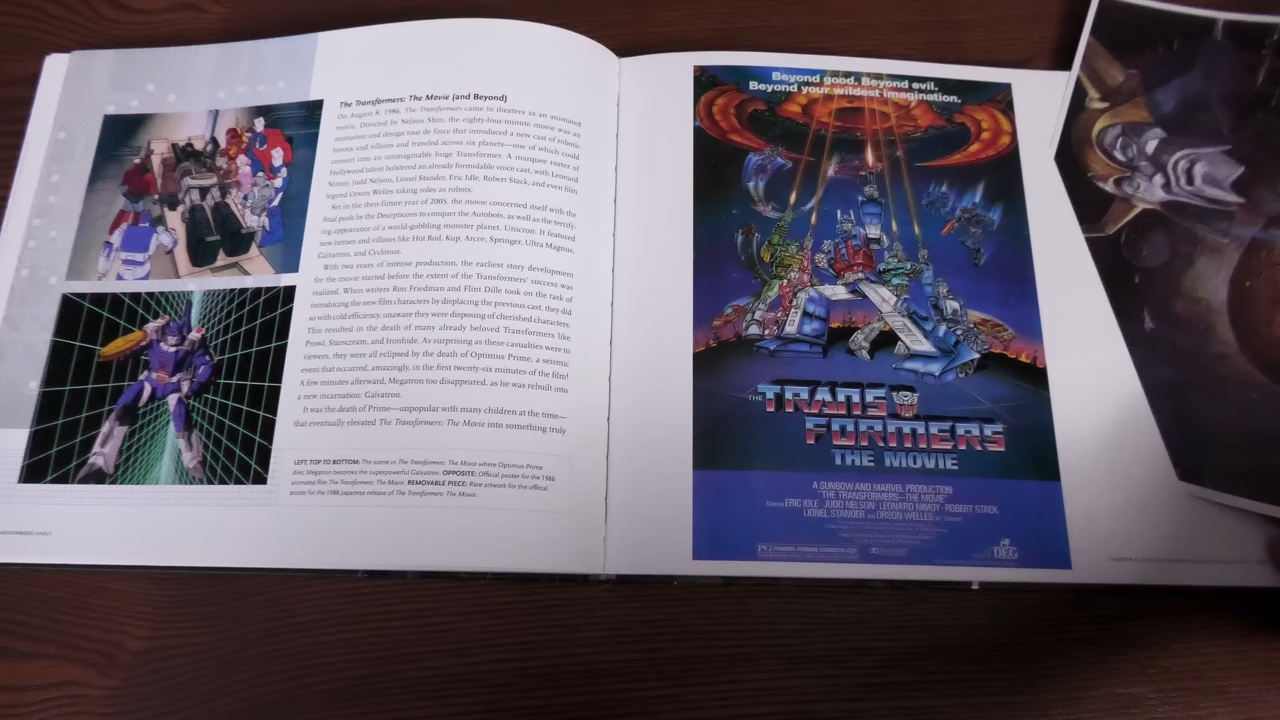 The Transformers: The Movie (and Beyond)
On August 8, 1986, The Transformers came to theaters as an animated
movie. Directed by Nelson Shin, the eighty-four-minute movie was an
animation and design tour de force that introduced a new cast of robotic
heroes and villains and traveled across six planets—one of which could
convert into an unimaginably huge Transformer. A marquee roster of
Hollywood talent bolstered an already formidable voice cast, with Leonard
Nimoy, Judd Nelson, Lionel Stander, Eric Idle, Robert Stack, and even film
legend Orson Welles taking roles as robots.
Set in the then-future year of 2005, the movie concerned itself with the
final push by the Decepticons to conquer the Autobots, as well as the terrify-
ing appearance of a world-gobbling monster planet, Unicron. It featured
new heroes and villains like Hot Rod, Kup, Arcee, Springer, Ultra Magnus,
Galvatron, and Cyclonus.
With two years of intense production, the earliest story development
for the movie started before the extent of the Transformers' success was
realized. When writers Ron Friedman and Flint Dille took on the task of
introducing the new film characters by displacing the previous cast, they did
so with cold efficiency, unaware they were disposing of cherished characters.
This resulted in the death of many already beloved Transformers like
Prowl, Starscream, and Ironhide. As surprising as these casualties were to
viewers, they were all eclipsed by the death of Optimus Prime, a seismic
event that occurred, amazingly, in the first twenty-six minutes of the film!
A few minutes afterward, Megatron too disappeared, as he was rebuilt into
a new incarnation: Galvatron.
It was the death of Prime—unpopular with many children at the time—
that eventually elevated The Transformers: The Movie into something truly
LEFT, TOP TO BOTTOM: The scene in The Transformers: The Movie where Optimus Prime
dies; Megatron becomes the superpowerful Galvatron. OPPOSITE: Official poster for the 1986
animated film The Transformers: The Movie. REMOVABLE PIECE: Rare artwork for the official
poster for the 1986 Japanese release of The Transformers: The Movie.
Beyond good. Beyond evil.
Beyond your wildest imagination.
THE TRANS
FORMERS
THE MOVIE
A SUNBOW AND MARVEL PRODUCTION
"THE TRANSFORMERS—THE MOVIE"
Starring ERIC IDLE · JUDD NELSON · LEONARD NIMOY · ROBERT STACK
LIONEL STANDER and ORSON WELLES
PG PARENTAL GUIDANCE SUGGESTED
DEG